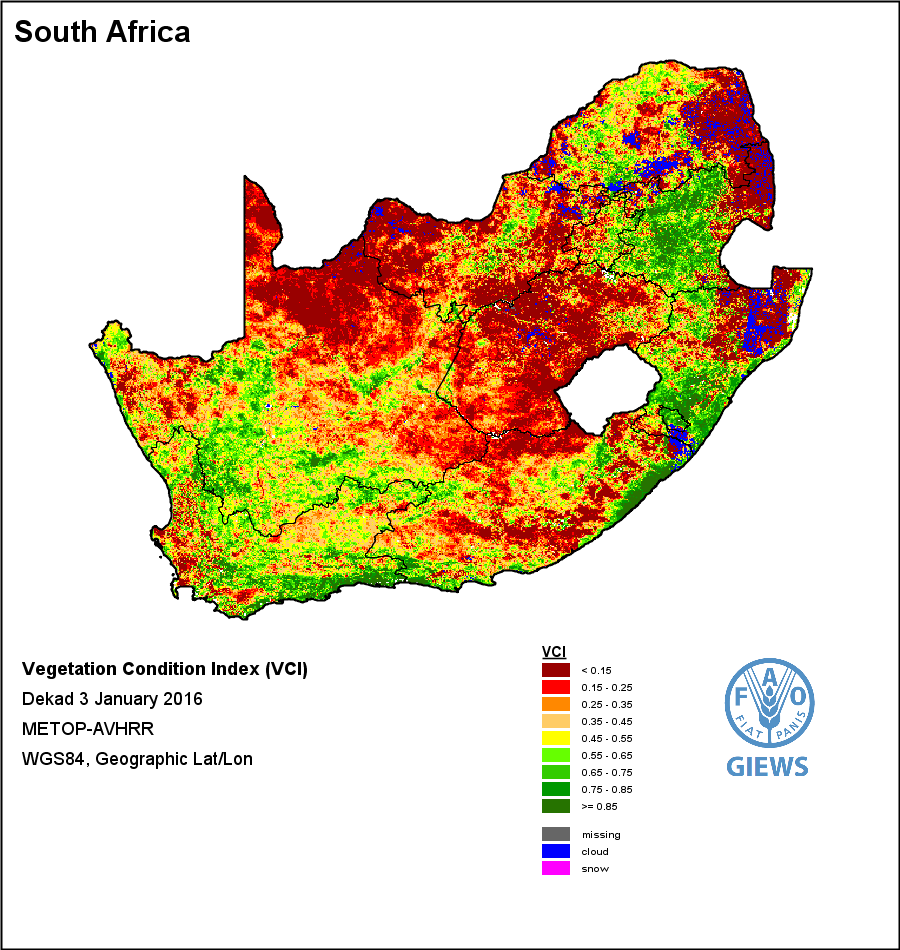 South Africa
Vegetation Condition Index (VCI)
Dekad 3 January 2016
METOP-AVHRR
WGS84, Geographic Lat/Lon
VCI
< 0.15
0.15 - 0.25
0.25 - 0.35
0.35 - 0.45
0.45 - 0.55
0.55 - 0.65
0.65 - 0.75
0.75 - 0.85
>= 0.85
missing
cloud
snow
F A O
FIAT PANIS
GIEWS